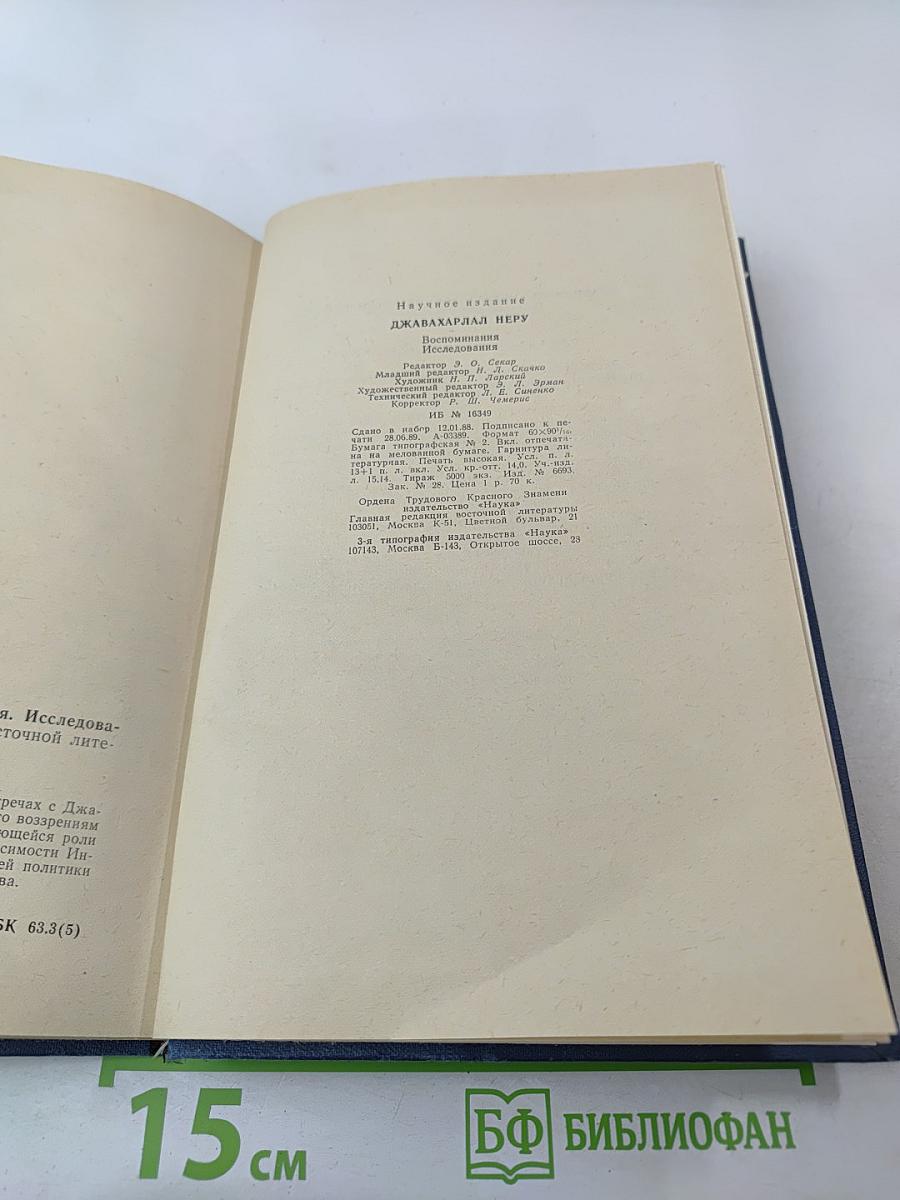 я. Исследова-
сточной лите-
тречах с Джа-
го воззрениям
ющейся роли
симости Ин-
ей политики
ва.
БК 63.3(5)
Научное издание
ДЖАВАХАРЛАЛ НЕРУ
Воспоминания
Исследования
Редактор Э. О. Секар
Младший редактор Н. Л. Скачко
Художник Н. П. Ларский
Художественный редактор Э. Л. Эрман
Технический редактор Л. Е. Синенко
Корректор Р. Ш. Чемерис
ИБ № 16349
Сдано в набор 12.01.88. Подписано к пе-
чати 28.06.89. А-03389. Формат 60×90¹/₁₆.
Бумага типографская № 2. Вкл. отпечата-
на на мелованной бумаге. Гарнитура ли-
тературная. Печать высокая. Усл. п. л.
13+1 п. л. вкл. Усл. кр.-отт. 14,0. Уч.-изд.
л. 15,14. Тираж 5000 экз. Изд. № 6693.
Зак. № 28. Цена 1 р. 70 к.
Ордена Трудового Красного Знамени
издательство «Наука»
Главная редакция восточной литературы
103051, Москва К-51, Цветной бульвар, 21
3-я типография издательства «Наука»
107143, Москва Б-143, Открытое шоссе, 28
15 см
БФ БИБЛИОФАН